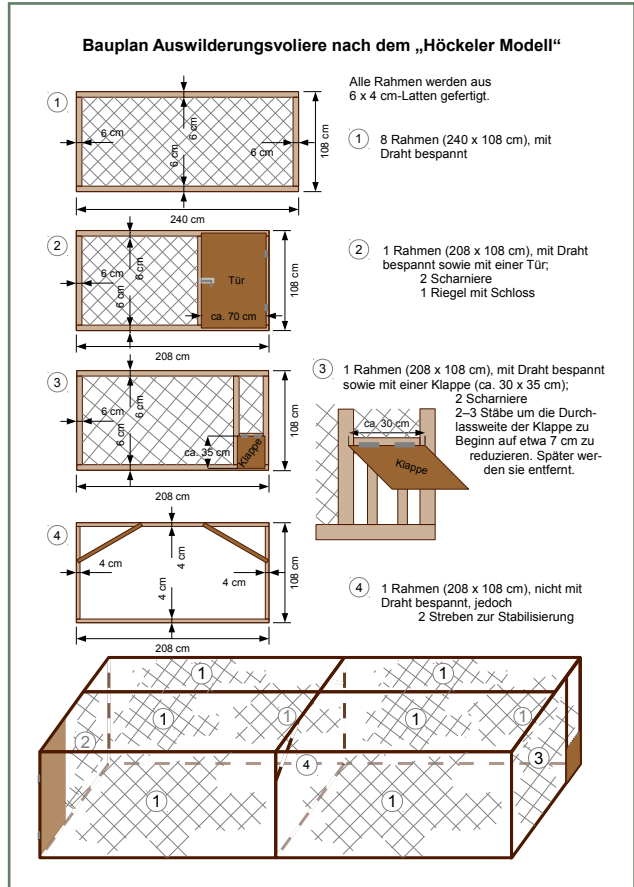 Bauplan Auswilderungsvoliere nach dem „Höckeler Modell“
Alle Rahmen werden aus
6 x 4 cm-Latten gefertigt.
1
6 cm
6 cm
6 cm
6 cm
108 cm
240 cm
1
8 Rahmen (240 x 108 cm), mit
Draht bespannt
2
6 cm
6 cm
6 cm
Tür
ca. 70 cm
108 cm
208 cm
2
1 Rahmen (208 x 108 cm), mit Draht
bespannt sowie mit einer Tür;
2 Scharniere
1 Riegel mit Schloss
3
6 cm
6 cm
6 cm
ca. 35 cm
Klappe
108 cm
208 cm
3
1 Rahmen (208 x 108 cm), mit Draht bespannt
sowie mit einer Klappe (ca. 30 x 35 cm);
2 Scharniere
2–3 Stäbe um die Durch-
lassweite der Klappe zu
Beginn auf etwa 7 cm zu
reduzieren. Später wer-
den sie entfernt.
ca. 30 cm
Klappe
4
4 cm
4 cm
4 cm
4 cm
108 cm
208 cm
4
1 Rahmen (208 x 108 cm), nicht mit
Draht bespannt, jedoch
2 Streben zur Stabilisierung
1
1
1
1
1
1
2
4
3
1
1